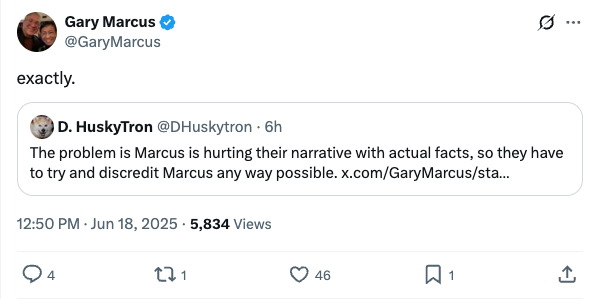 Gary Marcus
@GaryMarcus
exactly.
D. HuskyTron @DHuskytron · 6h
The problem is Marcus is hurting their narrative with actual facts, so they have
to try and discredit Marcus any way possible. x.com/GaryMarcus/sta...
12:50 PM · Jun 18, 2025 · 5,834 Views
4 1 46 1